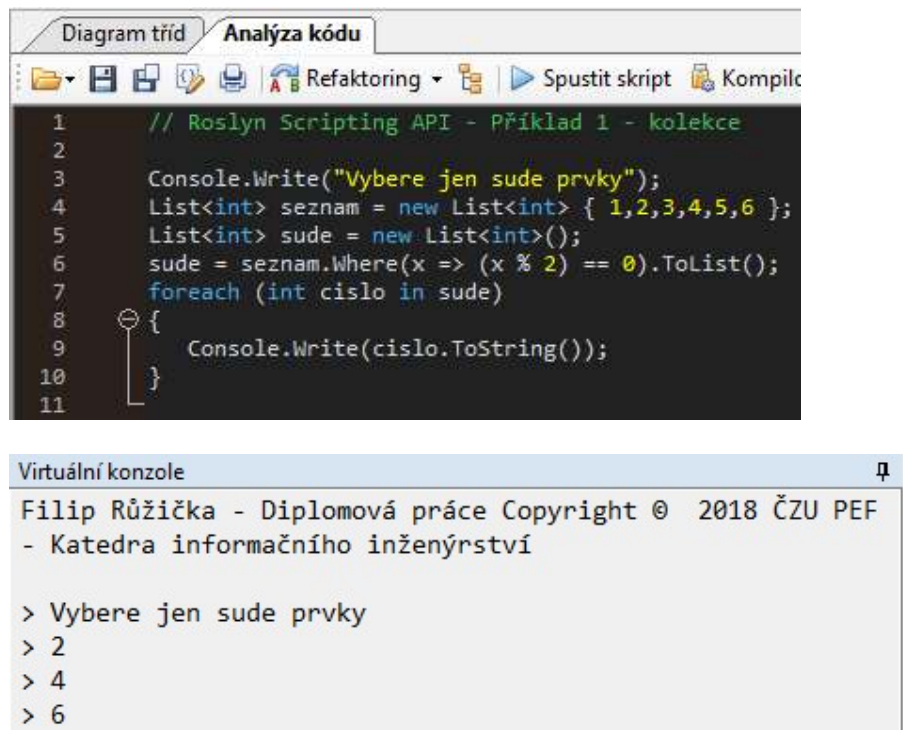 Diagram tříd Analýza kódu
Refaktoring Spustit skript
1 // Roslyn Scripting API - Příklad 1 - kolekce
2
3 Console.Write("Vybere jen sude prvky");
4 List<int> seznam = new List<int> { 1,2,3,4,5,6 };
5 List<int> sude = new List<int>();
6 sude = seznam.Where(x => (x % 2) == 0).ToList();
7 foreach (int cislo in sude)
8 {
9 Console.Write(cislo.ToString());
10 }
11
Virtuální konzole
Filip Růžička - Diplomová práce Copyright © 2018 ČZU PEF
- Katedra informačního inženýrství
> Vybere jen sude prvky
> 2
> 4
> 6